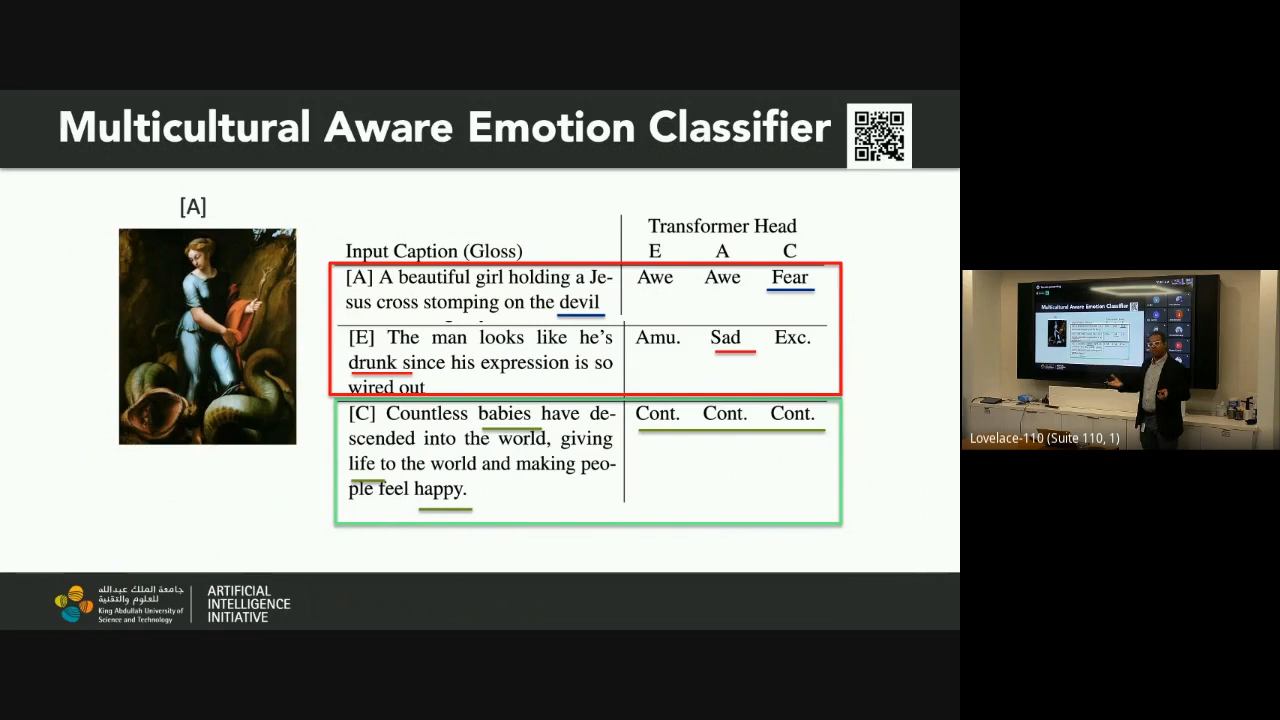 Multicultural Aware Emotion Classifier
[A]
Transformer Head
Input Caption (Gloss) E A C
[A] A beautiful girl holding a Je- Awe Awe Fear
sus cross stomping on the devil
[E] The man looks like he's Amu. Sad Exc.
drunk since his expression is so
wired out
[C] Countless babies have de- Cont. Cont. Cont.
scended into the world, giving
life to the world and making peo-
ple feel happy.
جامعة الملك عبدالله
للعلوم والتقنية
King Abdullah University of
Science and Technology
ARTIFICIAL
INTELLIGENCE
INITIATIVE
Multicultural Aware Emotion Classifier
Lovelace-110 (Suite 110, 1)